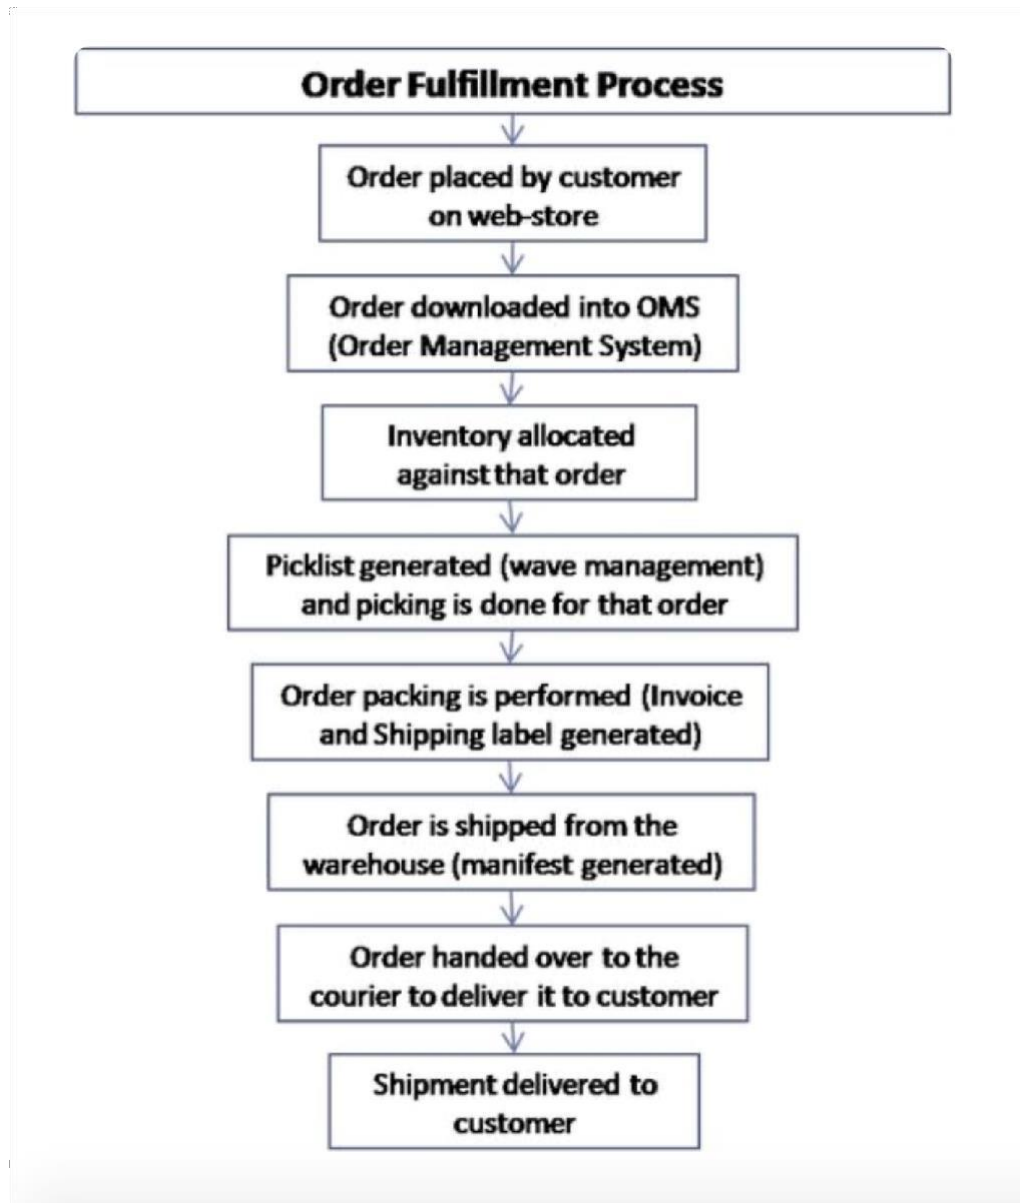 Order Fulfillment Process
Order placed by customer
on web-store
Order downloaded into OMS
(Order Management System)
Inventory allocated
against that order
Picklist generated (wave management)
and picking is done for that order
Order packing is performed (Invoice
and Shipping label generated)
Order is shipped from the
warehouse (manifest generated)
Order handed over to the
courier to deliver it to customer
Shipment delivered to
customer